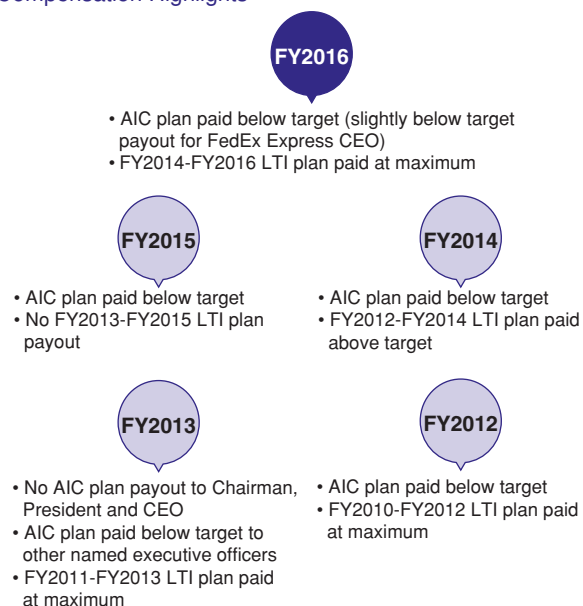 Compensation Highlights
FY2016
• AIC plan paid below target (slightly below target
payout for FedEx Express CEO)
• FY2014-FY2016 LTI plan paid at maximum
FY2015
• AIC plan paid below target
• No FY2013-FY2015 LTI plan
payout
FY2014
• AIC plan paid below target
• FY2012-FY2014 LTI plan paid
above target
FY2013
• No AIC plan payout to Chairman,
President and CEO
• AIC plan paid below target to
other named executive officers
• FY2011-FY2013 LTI plan paid
at maximum
FY2012
• AIC plan paid below target
• FY2010-FY2012 LTI plan paid
at maximum